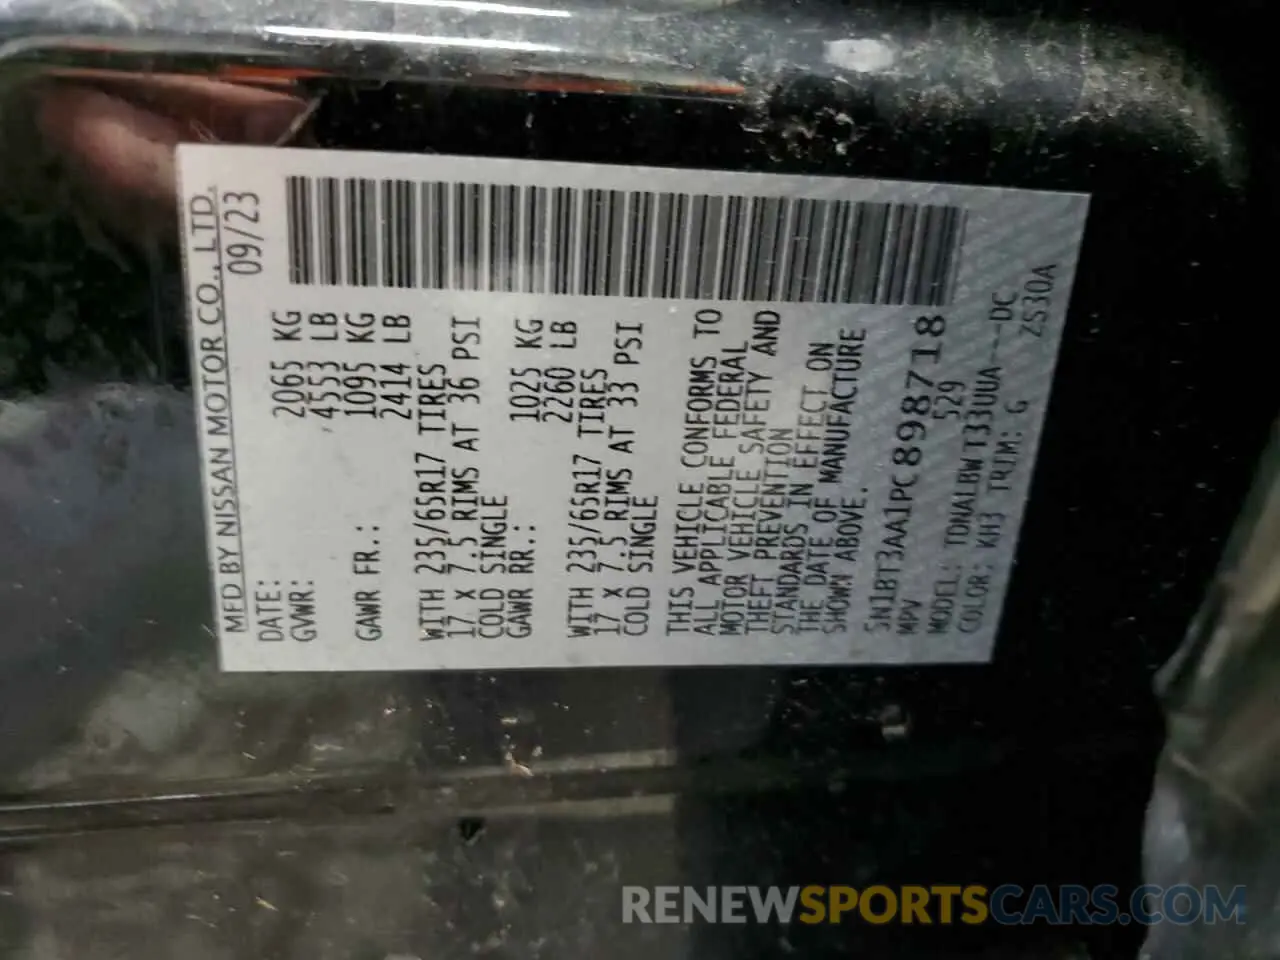 MFD BY NISSAN MOTOR CO., LTD.
DATE: 09/23
GVWR: 2065 KG
4553 LB
GAWR FR.: 1095 KG
2414 LB
WITH 235/65R17 TIRES
17 X 7.5 RIMS AT 36 PSI
COLD SINGLE
GAWR RR.: 1025 KG
2260 LB
WITH 235/65R17 TIRES
17 X 7.5 RIMS AT 33 PSI
COLD SINGLE
THIS VEHICLE CONFORMS TO
ALL APPLICABLE FEDERAL
MOTOR VEHICLE SAFETY AND
THEFT PREVENTION
STANDARDS IN EFFECT ON
THE DATE OF MANUFACTURE
SHOWN ABOVE.
5N1BT3AA1PC898718
MPV 529
MODEL: TDNALBW T33UUA---DC
COLOR: KH3 TRIM: G ZS30A
RENEWSPORTSCARS.COM